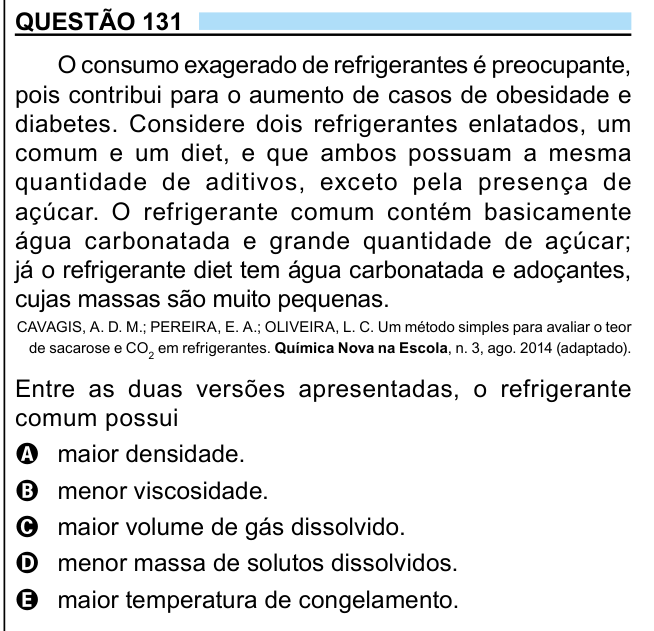 QUESTÃO 131
O consumo exagerado de refrigerantes é preocupante,
pois contribui para o aumento de casos de obesidade e
diabetes. Considere dois refrigerantes enlatados, um
comum e um diet, e que ambos possuam a mesma
quantidade de aditivos, exceto pela presença de
açúcar. O refrigerante comum contém basicamente
água carbonatada e grande quantidade de açúcar;
já o refrigerante diet tem água carbonatada e adoçantes,
cujas massas são muito pequenas.
CAVAGIS, A. D. M.; PEREIRA, E. A.; OLIVEIRA, L. C. Um método simples para avaliar o teor
de sacarose e CO₂ em refrigerantes. Química Nova na Escola, n. 3, ago. 2014 (adaptado).
Entre as duas versões apresentadas, o refrigerante
comum possui
A maior densidade.
B menor viscosidade.
C maior volume de gás dissolvido.
D menor massa de solutos dissolvidos.
E maior temperatura de congelamento.